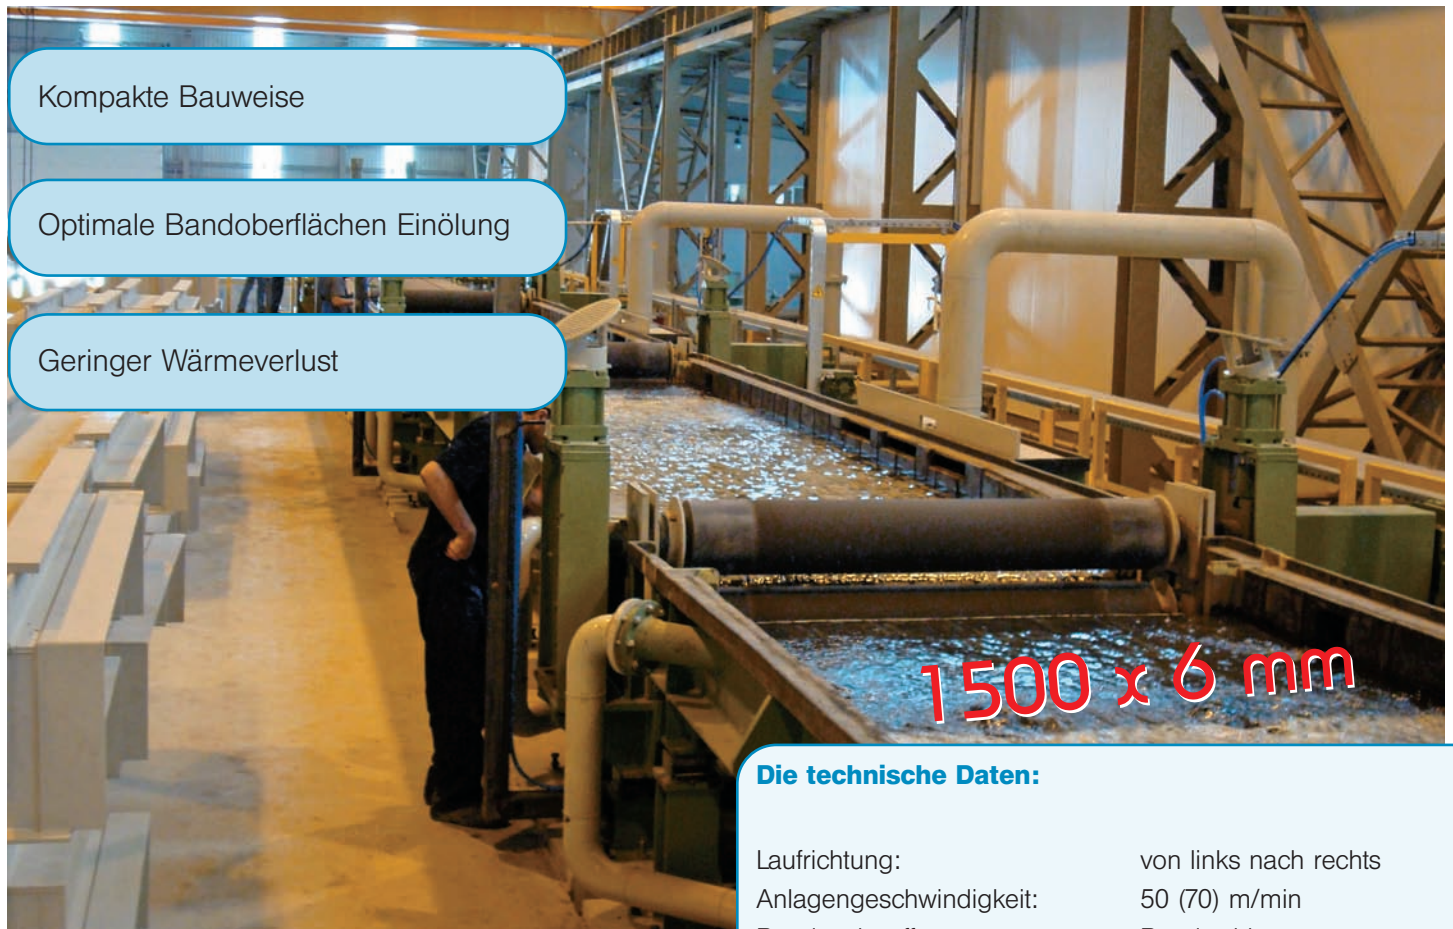 Kompakte Bauweise
Optimale Bandoberflächen Einölung
Geringer Wärmeverlust
1500 x 6 mm
Die technische Daten:
Laufrichtung: von links nach rechts
Anlagengeschwindigkeit: 50 (70) m/min